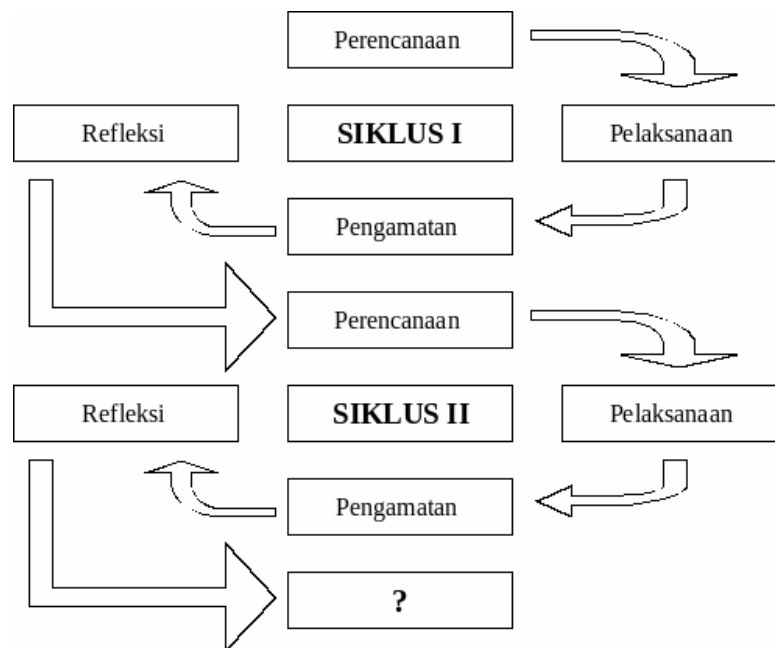 Perencanaan
Refleksi
SIKLUS I
Pelaksanaan
Pengamatan
Perencanaan
Refleksi
SIKLUS II
Pelaksanaan
Pengamatan
?